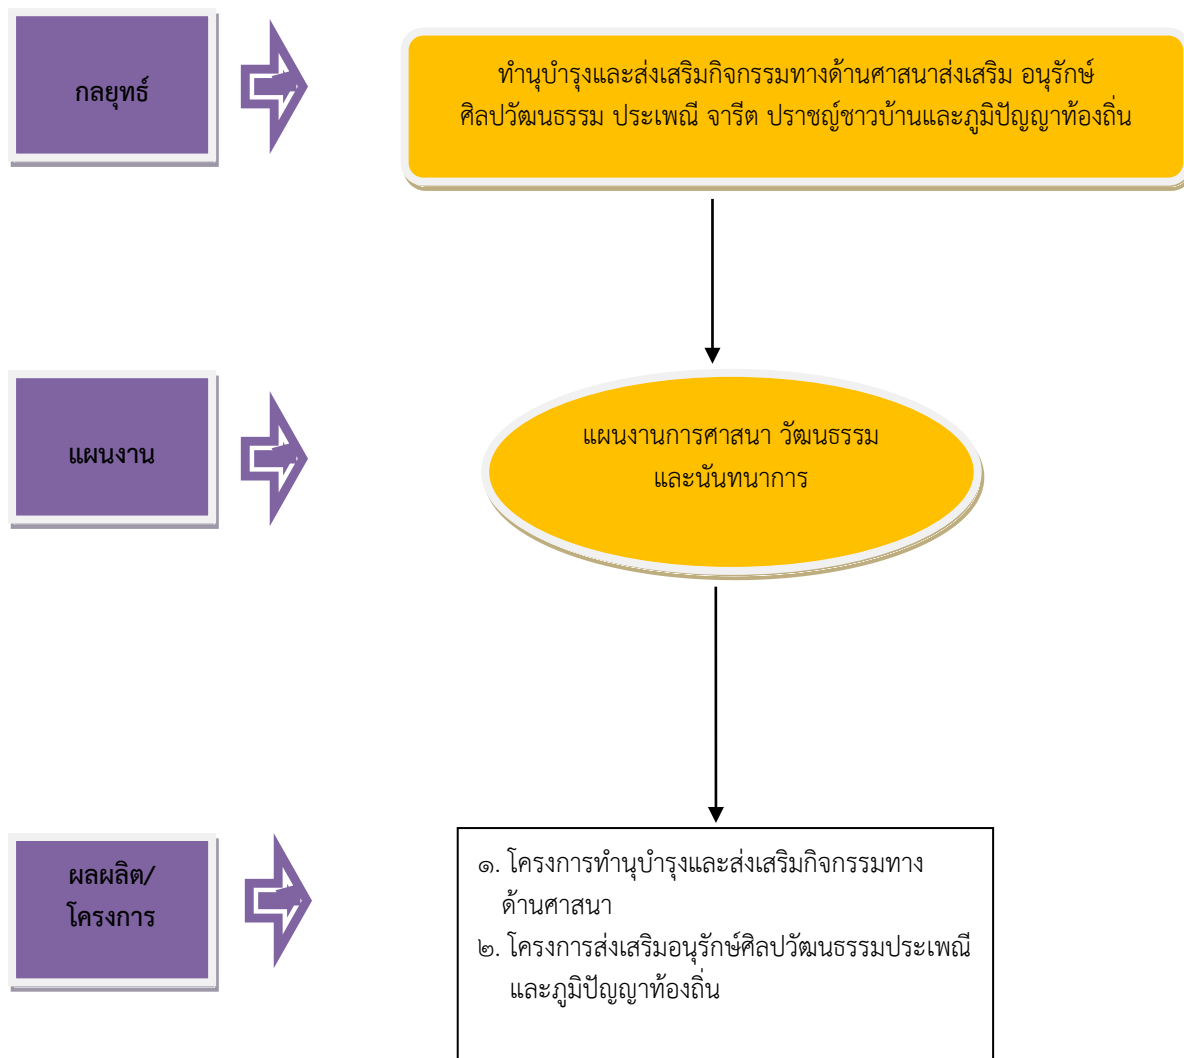 กลยุทธ์
ทำนุบำรุงและส่งเสริมกิจกรรมทางด้านศาสนาส่งเสริม อนุรักษ์
ศิลปวัฒนธรรม ประเพณี จารีต ปราชญ์ชาวบ้านและภูมิปัญญาท้องถิ่น
แผนงาน
แผนงานการศาสนา วัฒนธรรม
และนันทนาการ
ผลผลิต/
โครงการ
๑. โครงการทำนุบำรุงและส่งเสริมกิจกรรมทาง
ด้านศาสนา
๒. โครงการส่งเสริมอนุรักษ์ศิลปวัฒนธรรมประเพณี
และภูมิปัญญาท้องถิ่น